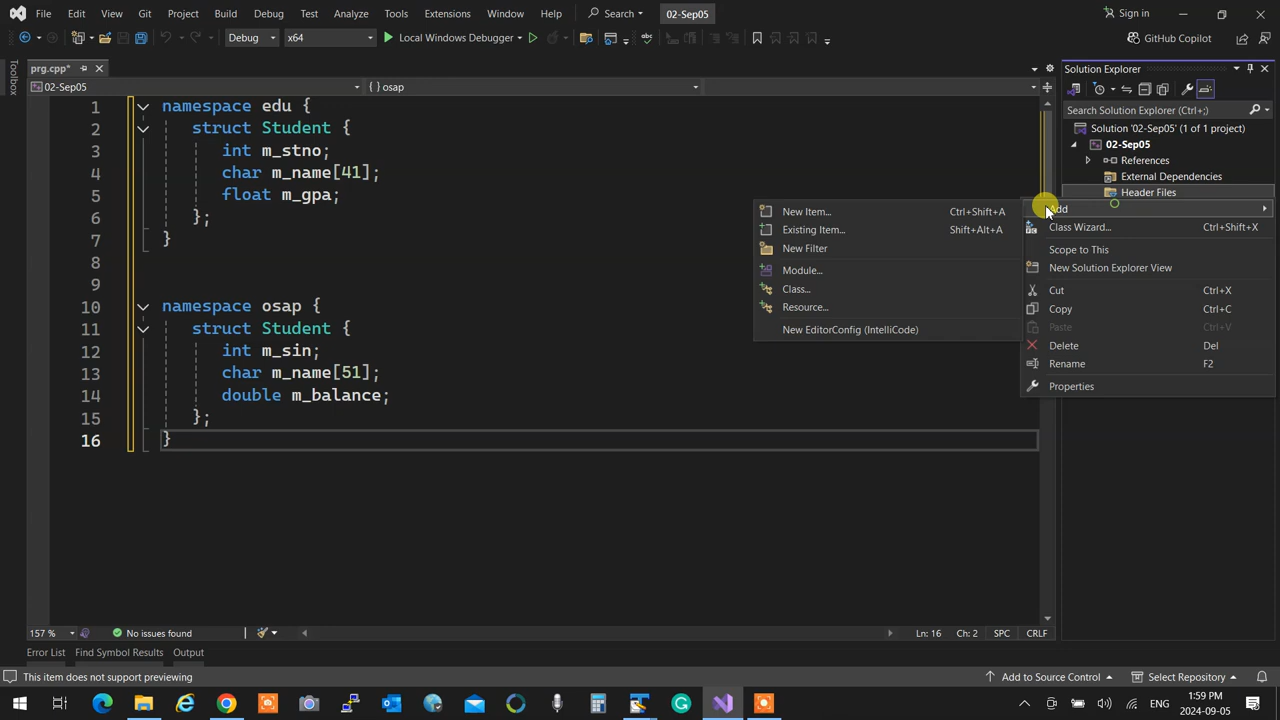 File Edit View Git Project Build Debug Test Analyze Tools Extensions Window Help Search 02-Sep05 Sign in
Debug x64 Local Windows Debugger GitHub Copilot
Toolbox
prg.cpp*
02-Sep05 {} osap
1 namespace edu {
2 struct Student {
3 int m_stno;
4 char m_name[41];
5 float m_gpa;
6 };
7 }
8
9
10 namespace osap {
11 struct Student {
12 int m_sin;
13 char m_name[51];
14 double m_balance;
15 };
16 }
Solution Explorer
Search Solution Explorer (Ctrl+;)
Solution '02-Sep05' (1 of 1 project)
02-Sep05
References
External Dependencies
Header Files
New Item... Ctrl+Shift+A
Existing Item... Shift+Alt+A
New Filter
Module...
Class...
Resource...
New EditorConfig (IntelliCode)
Add
Class Wizard... Ctrl+Shift+X
Scope to This
New Solution Explorer View
Cut Ctrl+X
Copy Ctrl+C
Paste Ctrl+V
Delete Del
Rename F2
Properties
157 % No issues found Ln: 16 Ch: 2 SPC CRLF
Error List Find Symbol Results Output
This item does not support previewing Add to Source Control Select Repository
ENG 1:59 PM
2024-09-05